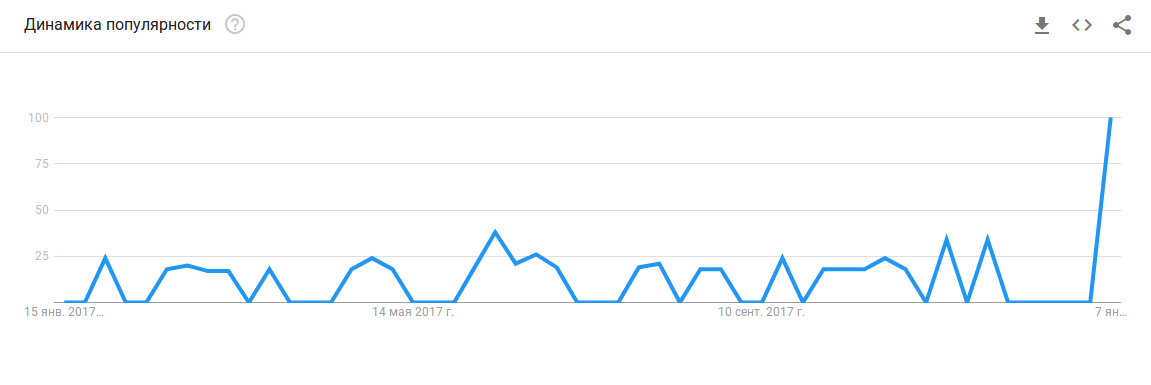 Динамика популярности
100
75
50
25
15 янв. 2017…
14 мая 2017 г.
10 сент. 2017 г.
7 ян…